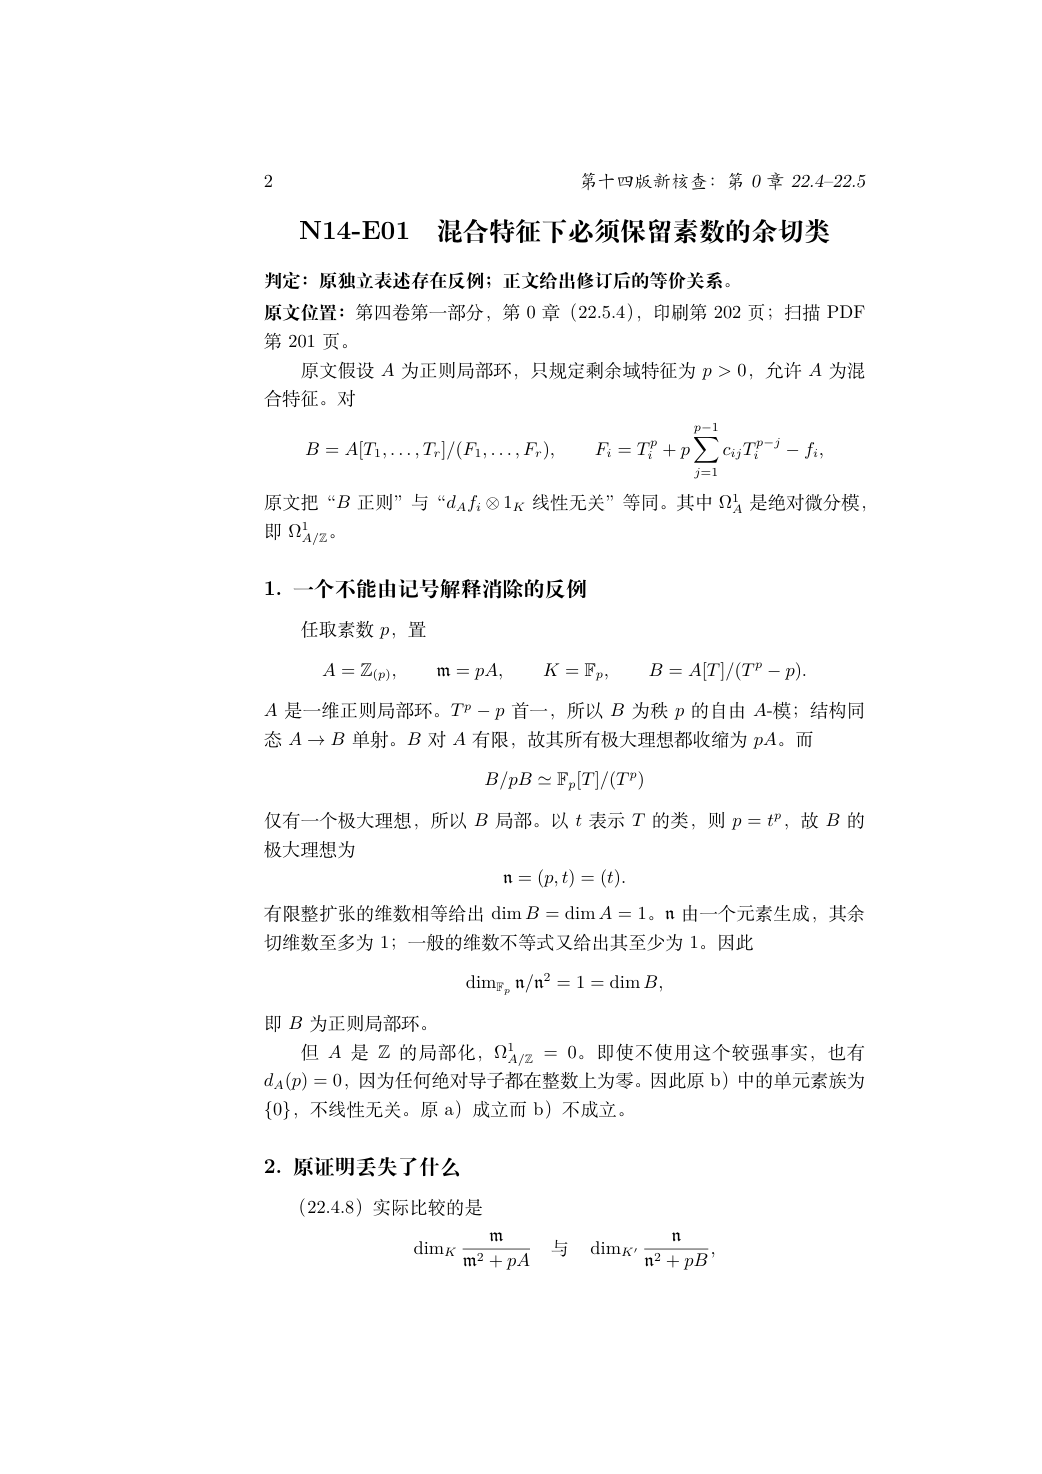 2 第十四版新核查：第 0 章 22.4–22.5
N14-E01 混合特征下必须保留素数的余切类
判定：原独立表述存在反例；正文给出修订后的等价关系。
原文位置：第四卷第一部分，第 0 章（22.5.4），印刷第 202 页；扫描 PDF
第 201 页。
原文假设 A 为正则局部环，只规定剩余域特征为 p > 0，允许 A 为混
合特征。对
B = A[T_1, . . . , T_r]/(F_1, . . . , F_r), F_i = T_i^p + p \sum_{j=1}^{p−1} c_{ij}T_i^{p−j} − f_i,
原文把 “B 正则” 与 “d_A f_i ⊗ 1_K 线性无关” 等同。其中 Ω^1_A 是绝对微分模，
即 Ω^1_{A/ℤ}。
1. 一个不能由记号解释消除的反例
任取素数 p，置
A = ℤ_{(p)}, 𝔪 = pA, K = 𝔽_p, B = A[T]/(T^p − p).
A 是一维正则局部环。T^p − p 首一，所以 B 为秩 p 的自由 A-模；结构同
态 A → B 单射。B 对 A 有限，故其所有极大理想都收缩为 pA。而
B/pB ≃ 𝔽_p[T]/(T^p)
仅有一个极大理想，所以 B 局部。以 t 表示 T 的类，则 p = t^p，故 B 的
极大理想为
𝔫 = (p, t) = (t).
有限整扩张的维数相等给出 dim B = dim A = 1。𝔫 由一个元素生成，其余
切维数至多为 1；一般的维数不等式又给出其至少为 1。因此
dim_{𝔽_p} 𝔫/𝔫^2 = 1 = dim B,
即 B 为正则局部环。
但 A 是 ℤ 的局部化，Ω^1_{A/ℤ} = 0。即使不使用这个较强事实，也有
d_A(p) = 0，因为任何绝对导子都在整数上为零。因此原 b）中的单元素族为
{0}，不线性无关。原 a）成立而 b）不成立。
2. 原证明丢失了什么
（22.4.8）实际比较的是
dim_K \frac{𝔪}{𝔪^2 + pA} 与 dim_{K′} \frac{𝔫}{𝔫^2 + pB},